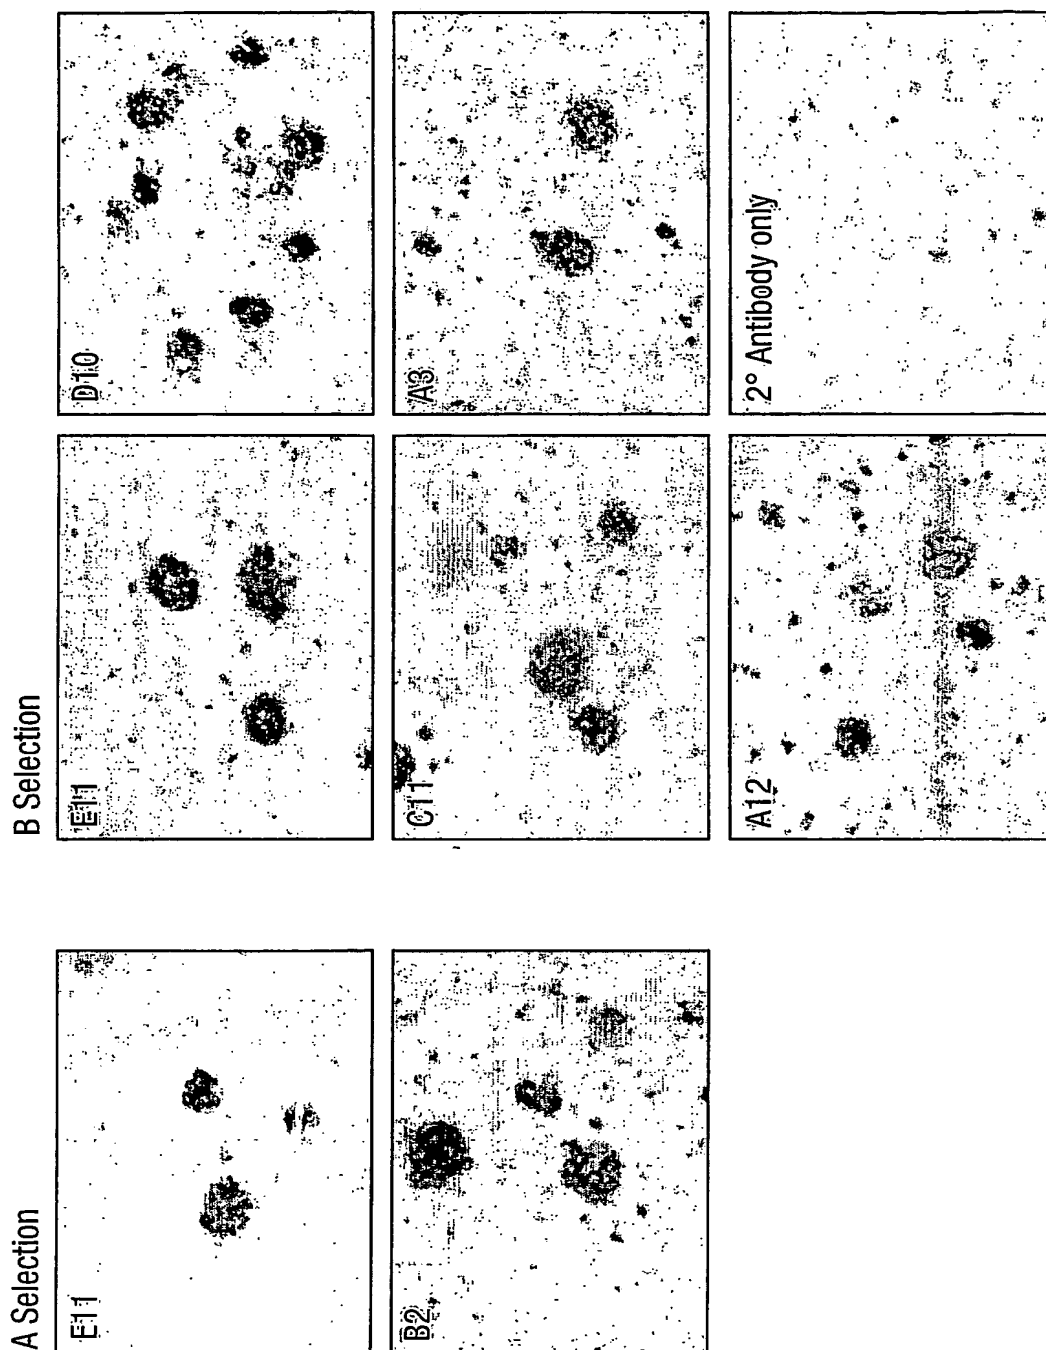 A Selection
E11
B2
B Selection
E11
D10
C11
A3
A12
2° Antibody only